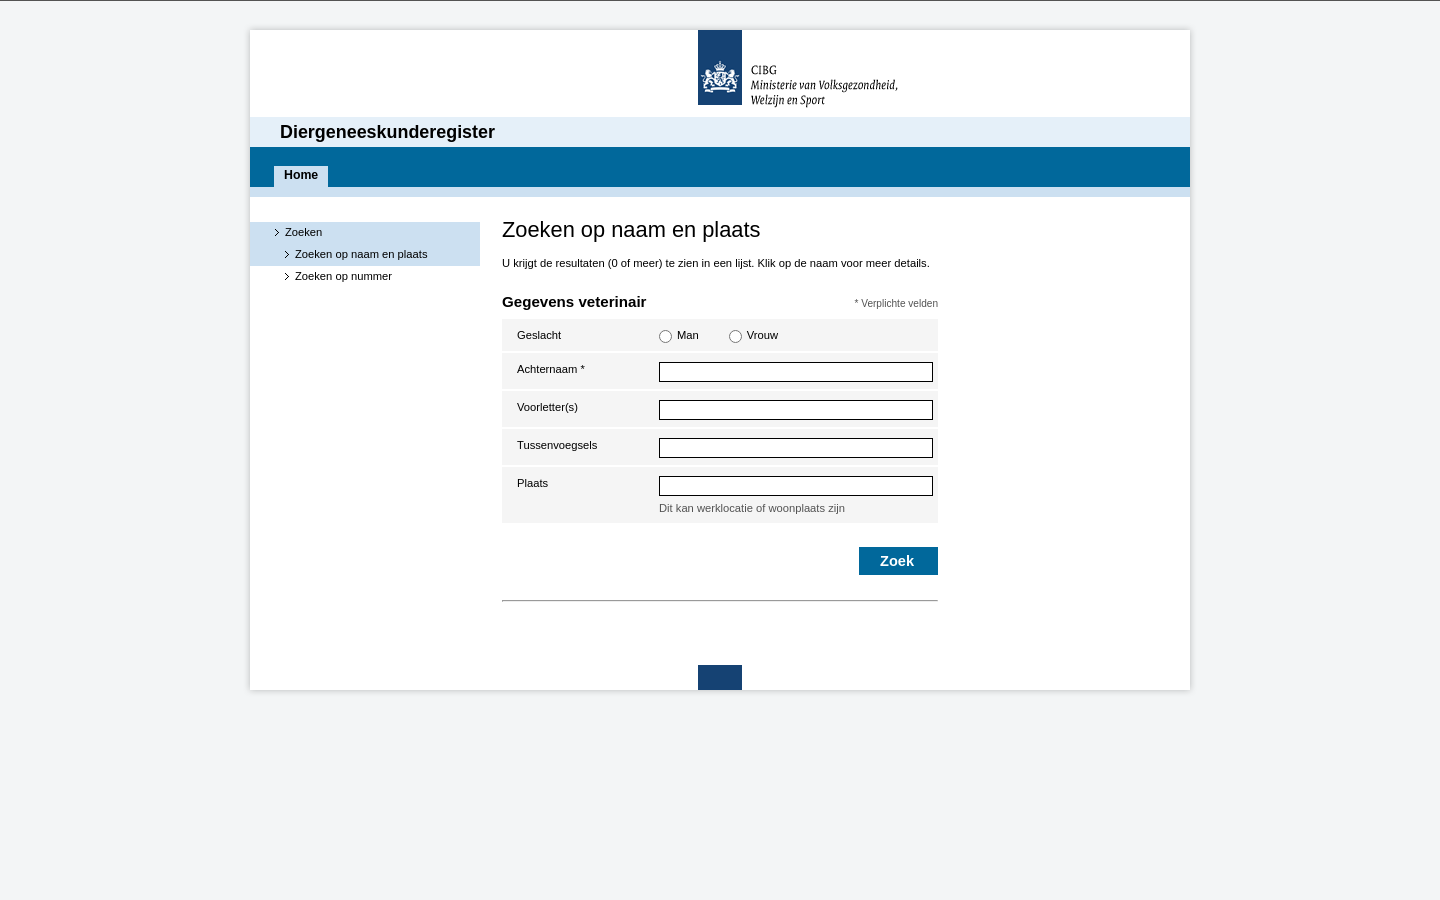 CIBG
Ministerie van Volksgezondheid,
Welzijn en Sport
Diergeneeskunderegister
Home
Zoeken
Zoeken op naam en plaats
Zoeken op nummer
Zoeken op naam en plaats
U krijgt de resultaten (0 of meer) te zien in een lijst. Klik op de naam voor meer details.
Gegevens veterinair
* Verplichte velden
Geslacht Man Vrouw
Achternaam *
Voorletter(s)
Tussenvoegsels
Plaats
Dit kan werklocatie of woonplaats zijn
Zoek